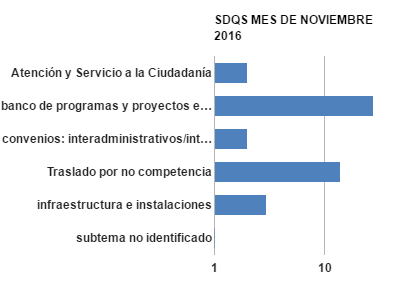 SDQS MES DE NOVIEMBRE
2016
Atención y Servicio a la Ciudadanía
banco de programas y proyectos e...
convenios: interadministrativos/int...
Traslado por no competencia
infraestructura e instalaciones
subtema no identificado
1 10